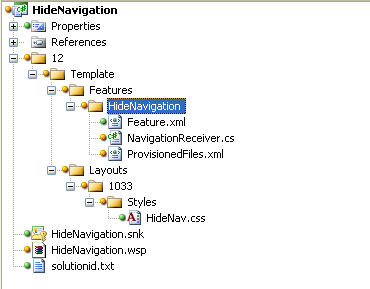 HideNavigation
Properties
References
12
Template
Features
HideNavigation
Feature.xml
NavigationReceiver.cs
ProvisionedFiles.xml
Layouts
1033
Styles
HideNav.css
HideNavigation.snk
HideNavigation.wsp
solutionid.txt